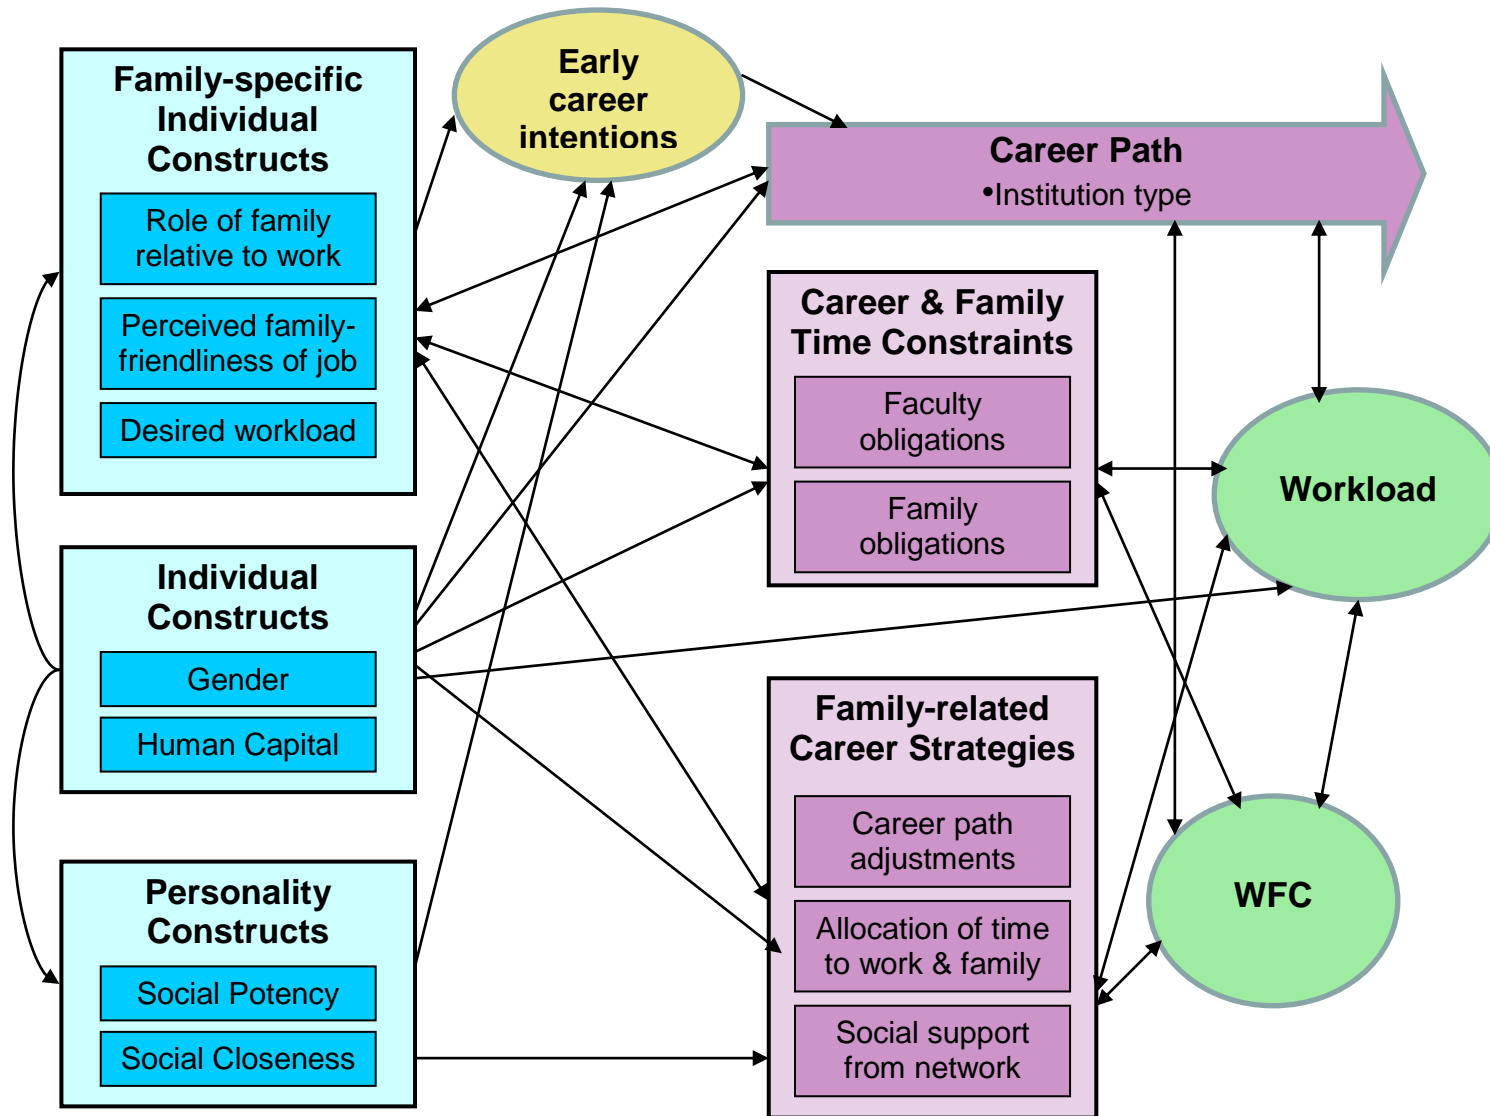 Family-specific
Individual
Constructs
Role of family
relative to work
Perceived family-
friendliness of job
Desired workload
Individual
Constructs
Gender
Human Capital
Personality
Constructs
Social Potency
Social Closeness
Early
career
intentions
Career Path
•Institution type
Career & Family
Time Constraints
Faculty
obligations
Family
obligations
Family-related
Career Strategies
Career path
adjustments
Allocation of time
to work & family
Social support
from network
Workload
WFC